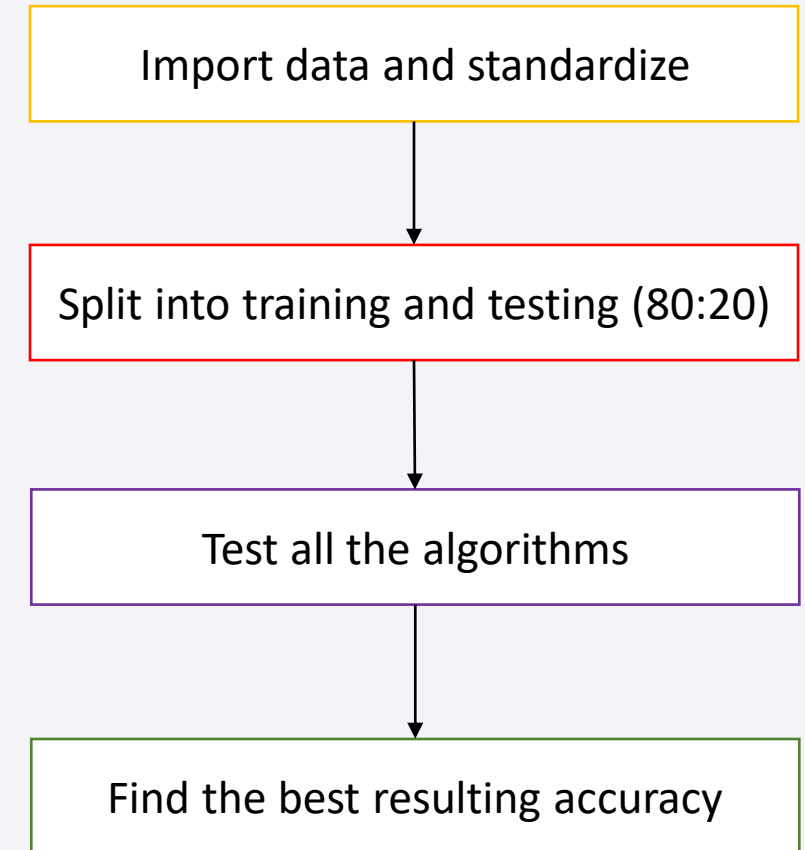 Import data and standardize
Split into training and testing (80:20)
Test all the algorithms
Find the best resulting accuracy